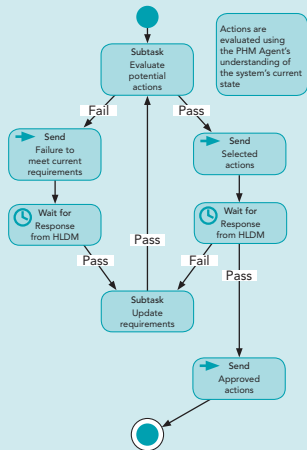 Subtask
Evaluate
potential
actions
Actions are
evaluated using
the PHM Agent's
understanding of
the system's current
state
Fail
Pass
Send
Failure to
meet current
requirements
Send
Selected
actions
Wait for
Response
from HLDM
Pass
Wait for
Response
from HLDM
Pass
Fail
Pass
Subtask
Update
requirements
Send
Approved
actions